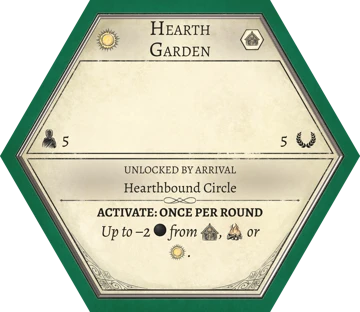 Hearth
Garden
5
5
UNLOCKED BY ARRIVAL
Hearthbound Circle
ACTIVATE: ONCE PER ROUND
Up to –2 from , or
.